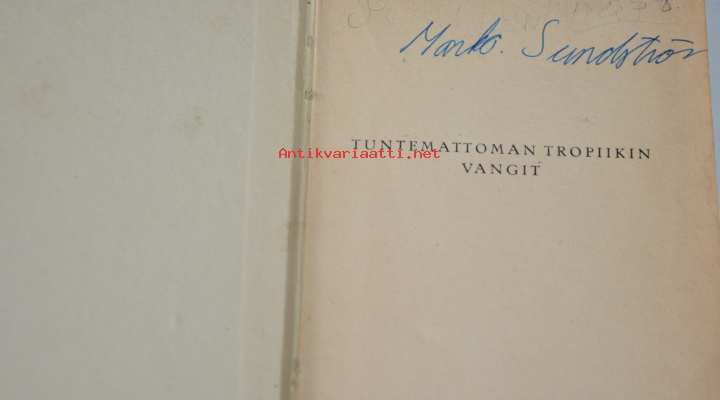 Marko. Sundström
TUNTEMATTOMAN TROPIIKIN
VANGIT
Antikvariaatti.net